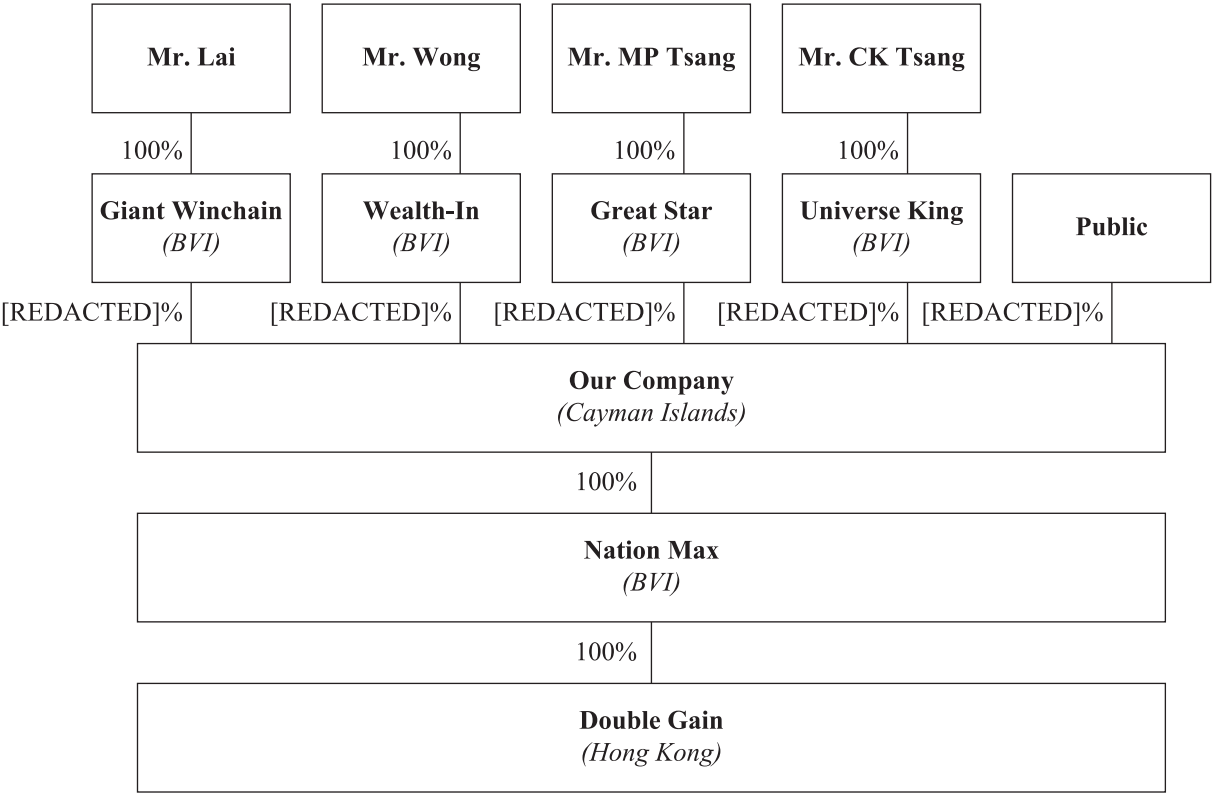 Mr. Lai
Mr. Wong
Mr. MP Tsang
Mr. CK Tsang
100%
100%
100%
100%
Giant Winchain
(BVI)
Wealth-In
(BVI)
Great Star
(BVI)
Universe King
(BVI)
Public
[REDACTED]%
[REDACTED]%
[REDACTED]%
[REDACTED]%
[REDACTED]%
Our Company
(Cayman Islands)
100%
Nation Max
(BVI)
100%
Double Gain
(Hong Kong)